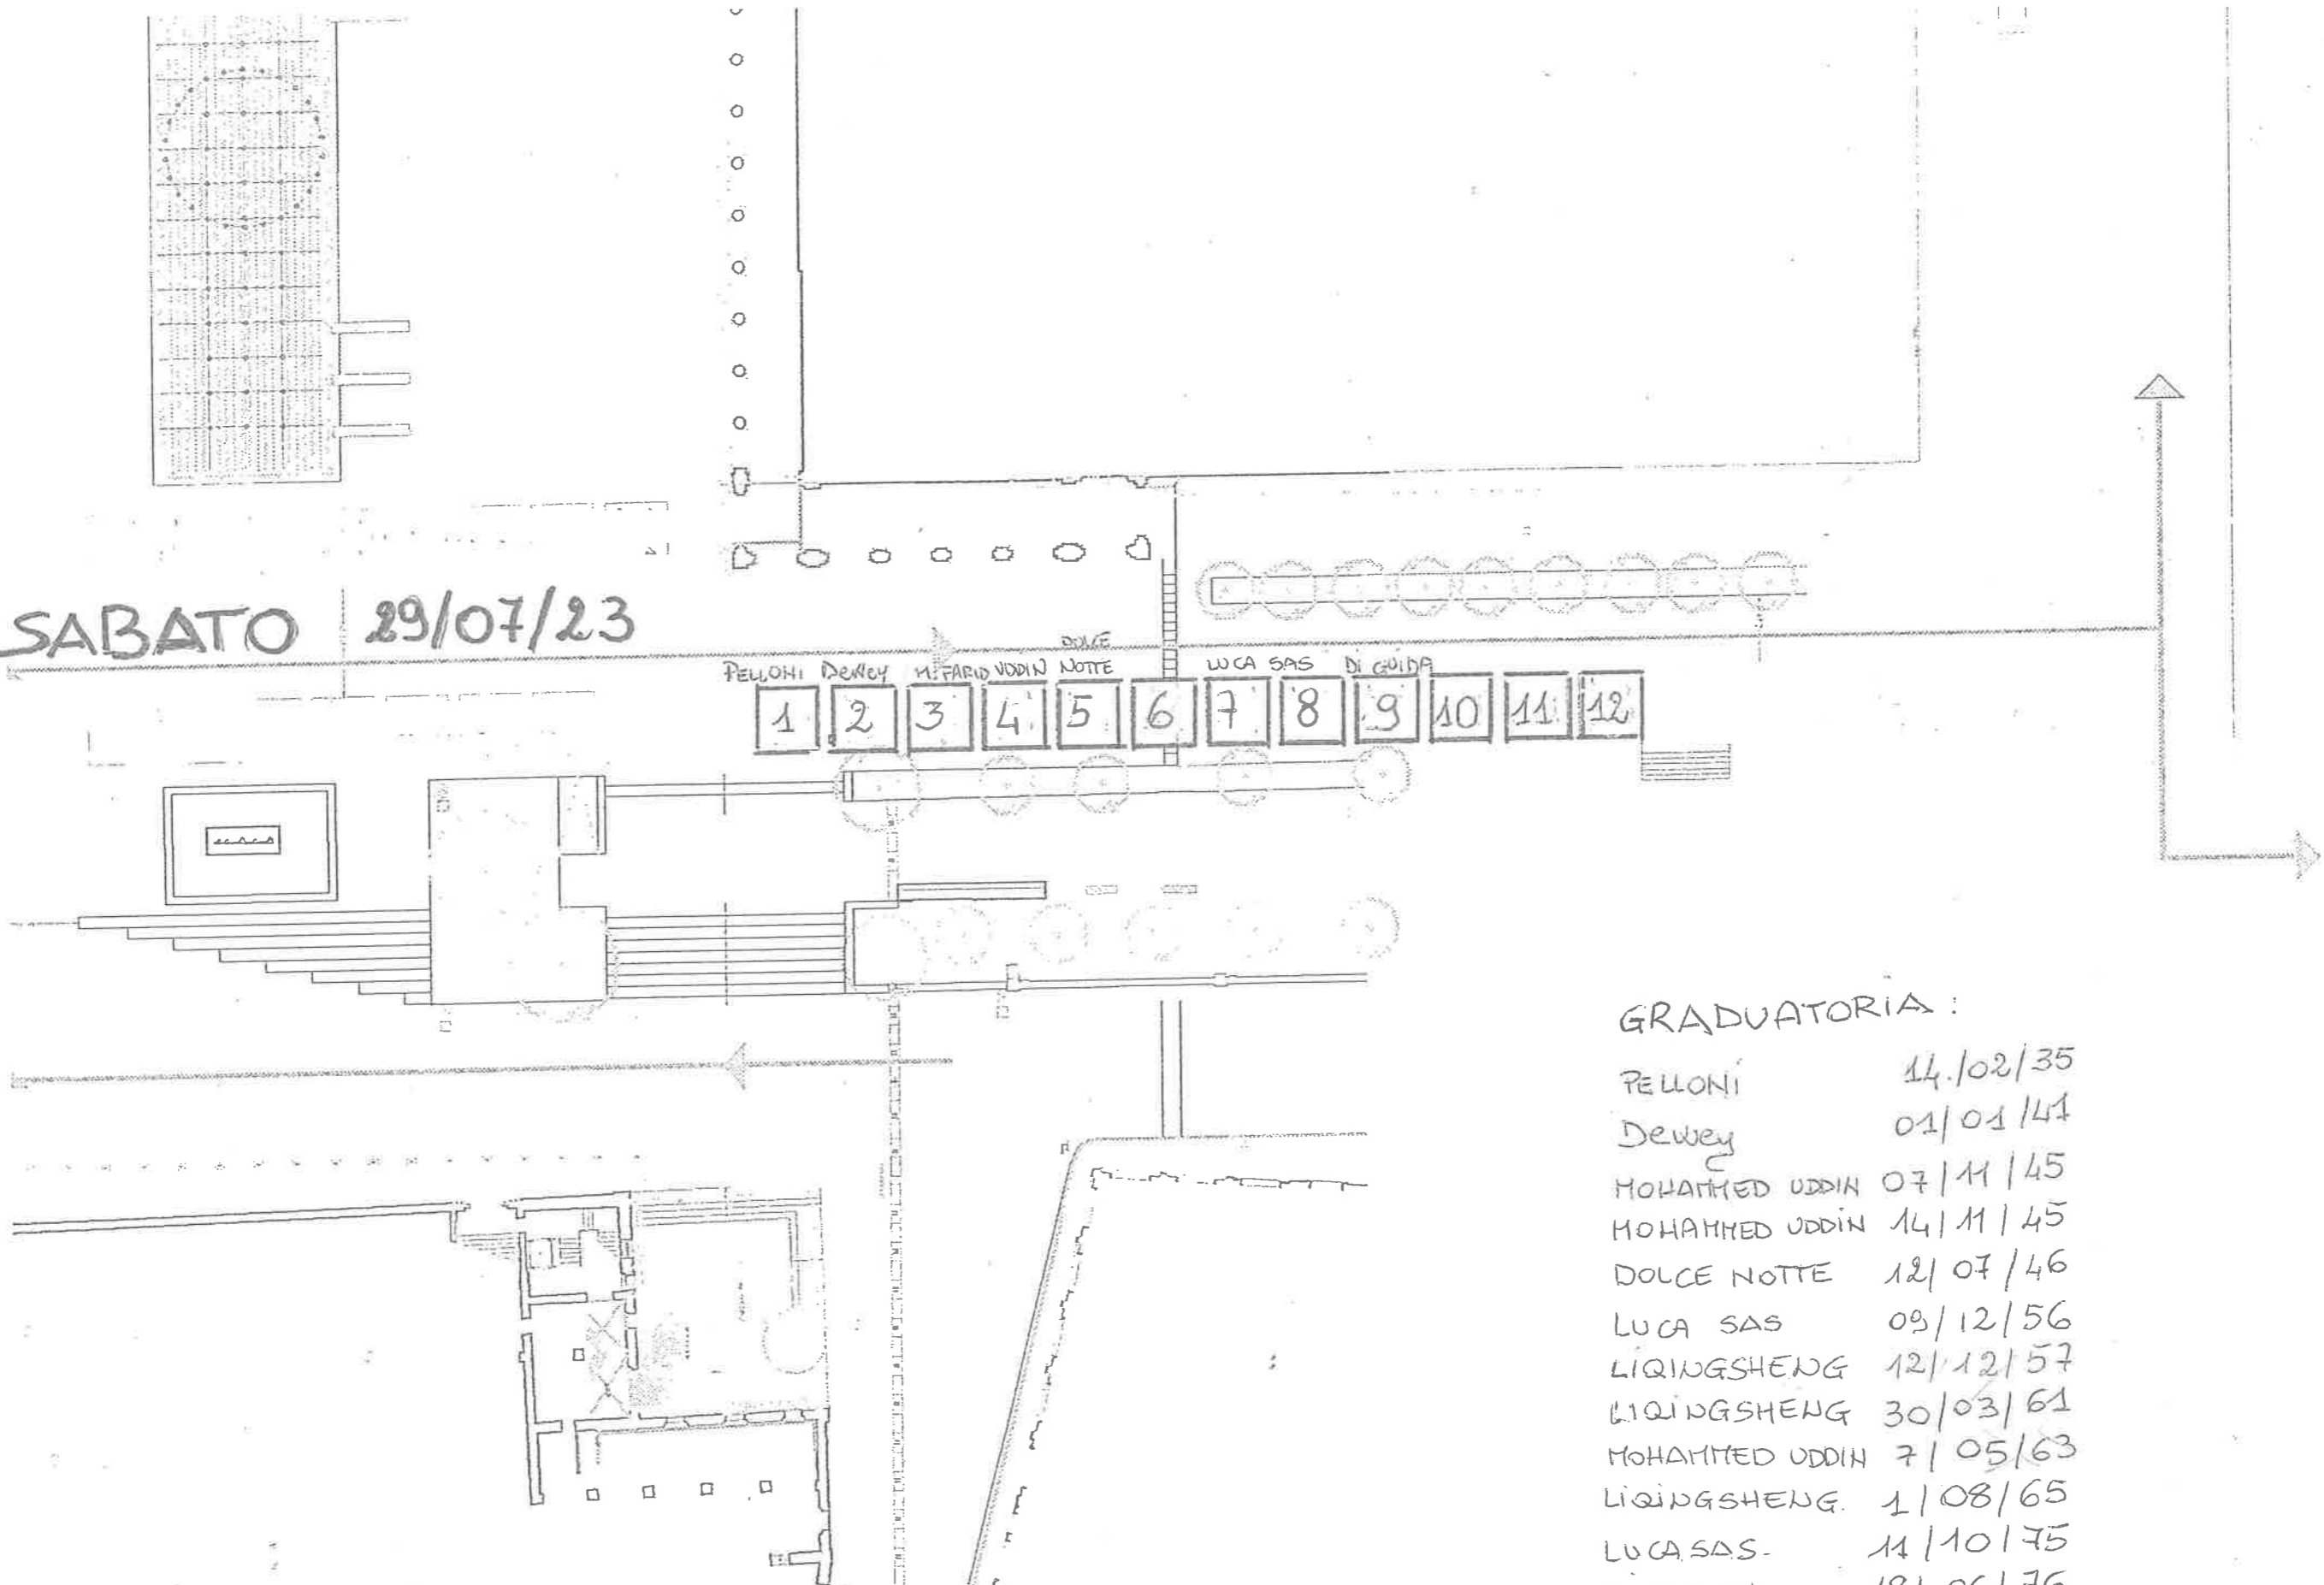 SABATO 29/07/23
DOLCE
PELLONI Dewey M. FARID UDDIN NOTTE LUCA SAS Di GUIDA
1 2 3 4 5 6 7 8 9 10 11 12
GRADUATORIA :
PELLONI 14/02/35
Dewey 01/01/41
MOHAMMED UDDIN 07/11/45
MOHAMMED UDDIN 14/11/45
DOLCE NOTTE 12/07/46
LUCA SAS 09/12/56
LIQINGSHENG 12/12/57
LIQINGSHENG 30/03/61
MOHAMMED UDDIN 7/05/63
LIQINGSHENG. 1/08/65
LUCA SAS. 11/10/75